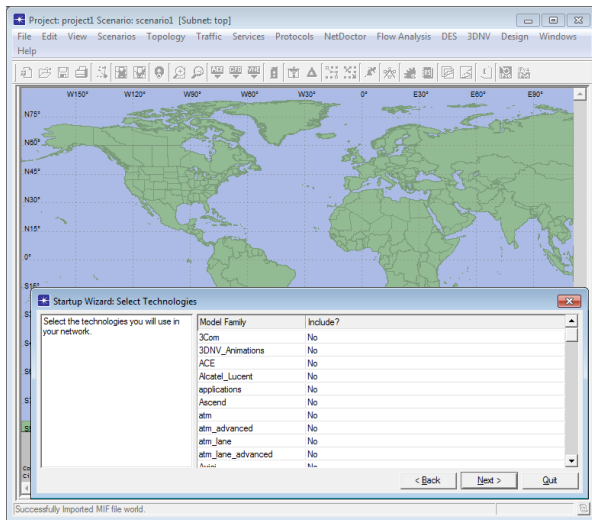 Project: project1 Scenario: scenario1 [Subnet: top]
File Edit View Scenarios Topology Traffic Services Protocols NetDoctor Flow Analysis DES 3DNV Design Windows
Help
W150° W120° W90° W60° W30° 0° E30° E60° E90°
N75°
N60°
N45°
N30°
N15°
0°
Startup Wizard: Select Technologies
Select the technologies you will use in
your network.
Model Family Include?
3Com No
3DNV_Animations No
ACE No
Alcatel_Lucent No
applications No
Ascend No
atm No
atm_advanced No
atm_lane No
atm_lane_advanced No
No
< Back Next > Quit
Successfully Imported MIF file world.